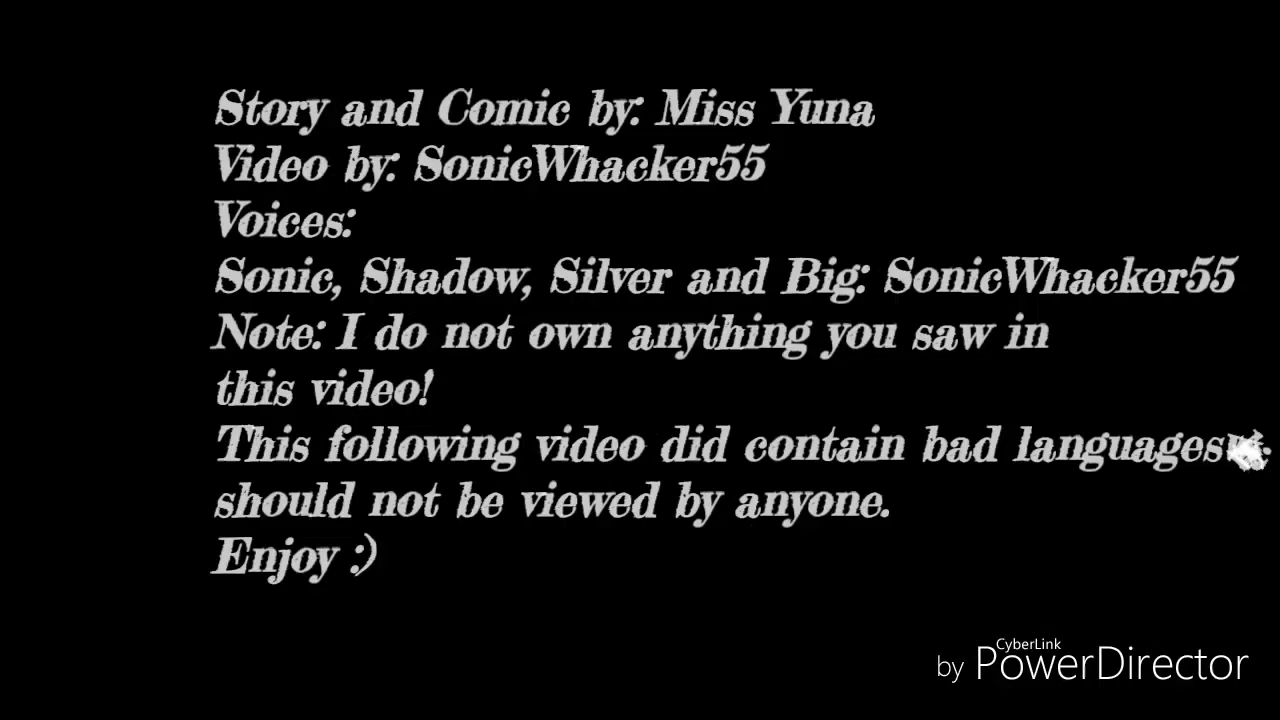 Story and Comic by: Miss Yuna
Video by: SonicWhacker55
Voices:
Sonic, Shadow, Silver and Big: SonicWhacker55
Note: I do not own anything you saw in
this video!
This following video did contain bad languages
should not be viewed by anyone.
Enjoy :)
CyberLink
by PowerDirector